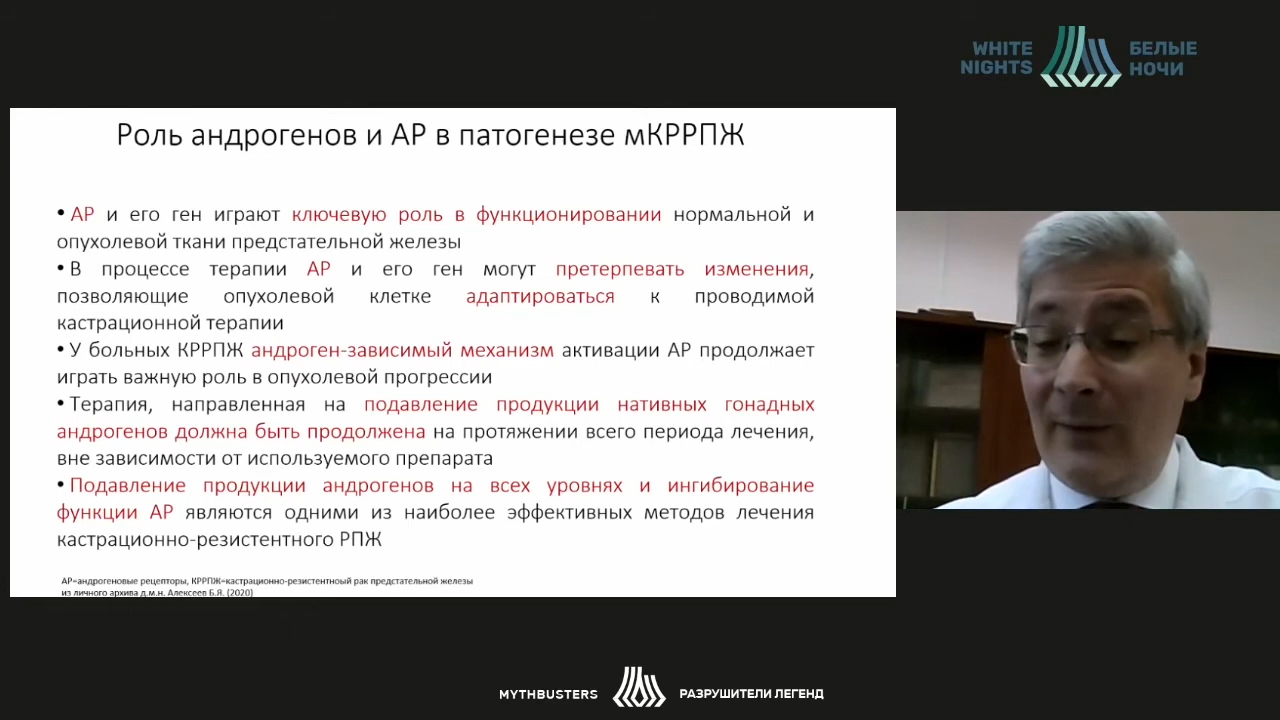 WHITE
NIGHTS
БЕЛЫЕ
НОЧИ
Роль андрогенов и АР в патогенезе мКРРПЖ
• АР и его ген играют ключевую роль в функционировании нормальной и
опухолевой ткани предстательной железы
• В процессе терапии АР и его ген могут претерпевать изменения,
позволяющие опухолевой клетке адаптироваться к проводимой
кастрационной терапии
• У больных КРРПЖ андроген-зависимый механизм активации АР продолжает
играть важную роль в опухолевой прогрессии
• Терапия, направленная на подавление продукции нативных гонадных
андрогенов должна быть продолжена на протяжении всего периода лечения,
вне зависимости от используемого препарата
• Подавление продукции андрогенов на всех уровнях и ингибирование
функции АР являются одними из наиболее эффективных методов лечения
кастрационно-резистентного РПЖ
АР=андрогеновые рецепторы, КРРПЖ=кастрационно-резистентноый рак предстательной железы
из личного архива д.м.н. Алексеев Б.Я. (2020)
MYTHBUSTERS
РАЗРУШИТЕЛИ ЛЕГЕНД